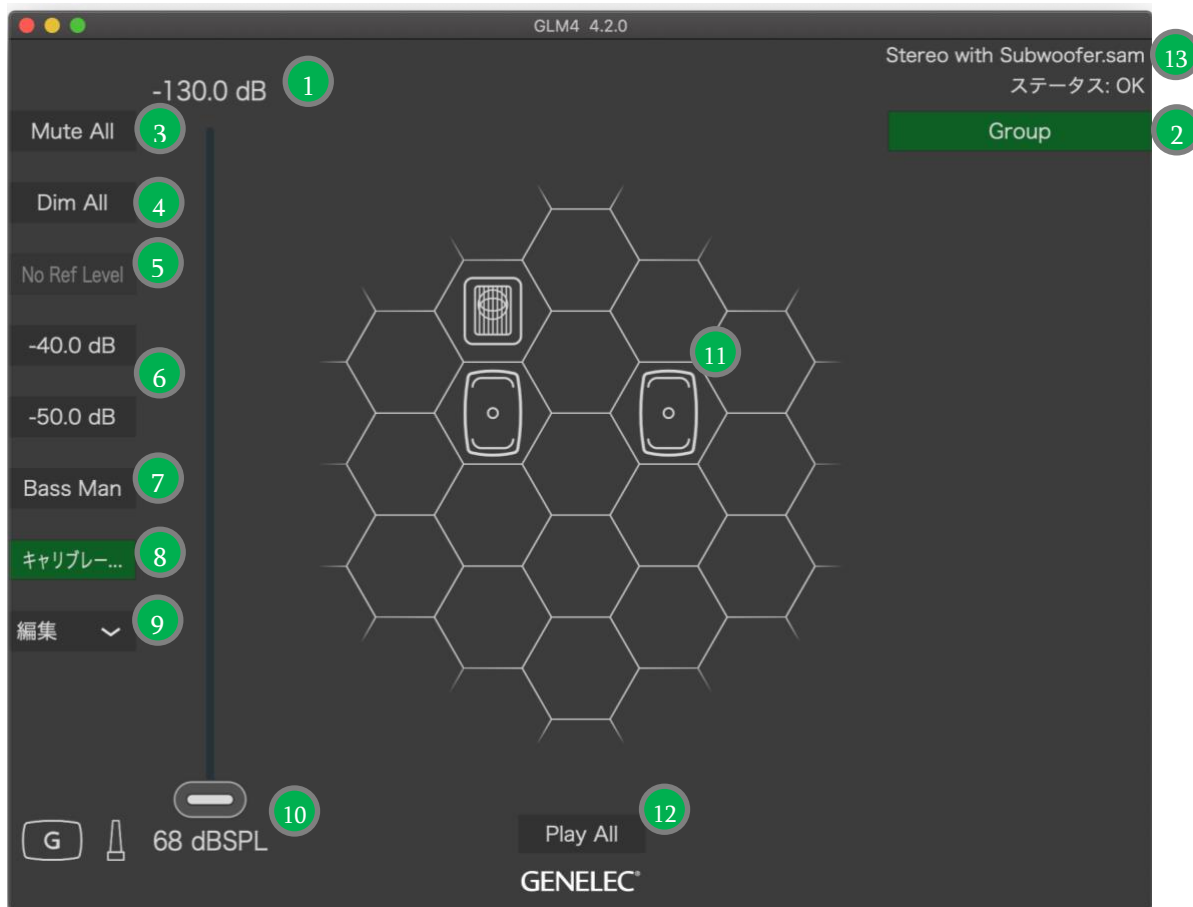 GLM4 4.2.0
Stereo with Subwoofer.sam 13
ステータス: OK
-130.0 dB 1
Mute All 3
Group 2
Dim All 4
No Ref Level 5
-40.0 dB
6
-50.0 dB
11
Bass Man 7
キャリブレー... 8
編集 9
10
68 dBSPL
12
Play All
G
GENELEC®